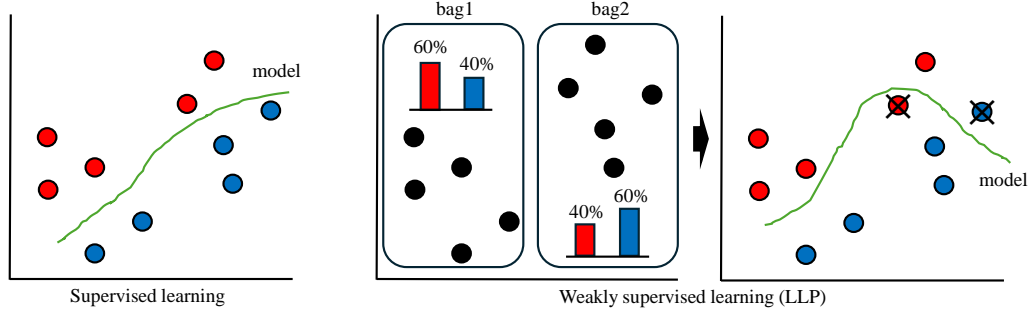 model
Supervised learning
bag1
bag2
60%
40%
40%
60%
model
Weakly supervised learning (LLP)